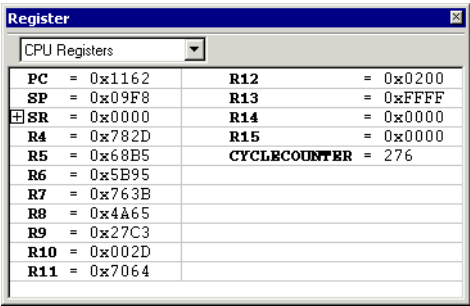 Register
CPU Registers
PC = 0x1162 R12 = 0x0200
SP = 0x09F8 R13 = 0xFFFF
SR = 0x0000 R14 = 0x0000
R4 = 0x782D R15 = 0x0000
R5 = 0x68B5 CYCLECOUNTER = 276
R6 = 0x5B95
R7 = 0x763B
R8 = 0x4A65
R9 = 0x27C3
R10 = 0x002D
R11 = 0x7064